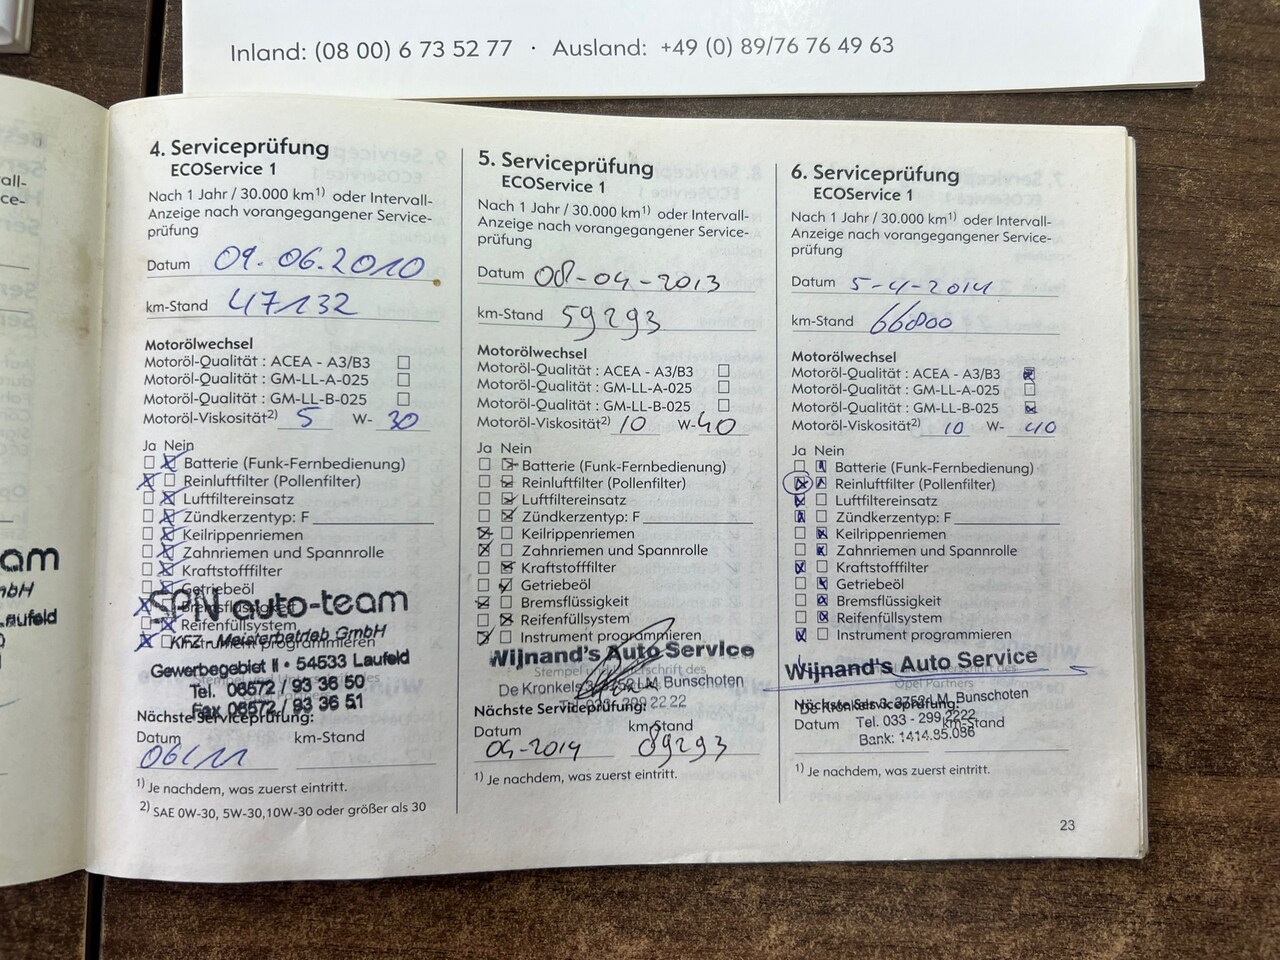 Inland: (08 00) 6 73 52 77 · Ausland: +49 (0) 89/76 76 49 63
all-
ce-
am
mbH
Laufeld
4. Serviceprüfung
ECOService 1
Nach 1 Jahr / 30.000 km1) oder Intervall-
Anzeige nach vorangegangener Service-
prüfung
Datum 09.06.2010
km-Stand 47132
Motorölwechsel
Motoröl-Qualität : ACEA - A3/B3
Motoröl-Qualität : GM-LL-A-025
Motoröl-Qualität : GM-LL-B-025
Motoröl-Viskosität2) 5 W- 30
Ja Nein
Batterie (Funk-Fernbedienung)
Reinluftfilter (Pollenfilter)
Luftfiltereinsatz
Zündkerzentyp: F
Keilrippenriemen
Zahnriemen und Spannrolle
Kraftstofffilter
Getriebeöl
Bremsflüssigkeit
auto-team
Reifenfüllsystem
KFZ - Meisterbetrieb GmbH
Instrument programmieren
Gewerbegebiet II • 54533 Laufeld
Tel. 06572 / 93 36 50
Fax 06572 / 93 36 51
Nächste Serviceprüfung:
Datum km-Stand
06/11
1) Je nachdem, was zuerst eintritt.
2) SAE 0W-30, 5W-30,10W-30 oder größer als 30
5. Serviceprüfung
ECOService 1
Nach 1 Jahr / 30.000 km1) oder Intervall-
Anzeige nach vorangegangener Service-
prüfung
Datum 08-04-2013
km-Stand 59293
Motorölwechsel
Motoröl-Qualität : ACEA - A3/B3
Motoröl-Qualität : GM-LL-A-025
Motoröl-Qualität : GM-LL-B-025
Motoröl-Viskosität2) 10 W- 40
Ja Nein
Batterie (Funk-Fernbedienung)
Reinluftfilter (Pollenfilter)
Luftfiltereinsatz
Zündkerzentyp: F
Keilrippenriemen
Zahnriemen und Spannrolle
Kraftstofffilter
Getriebeöl
Bremsflüssigkeit
Reifenfüllsystem
Instrument programmieren
Wijnand's Auto Service
De Kronkels 3752 LM Bunschoten
Nächste Serviceprüfung:
Datum km-Stand
04-2014 89293
1) Je nachdem, was zuerst eintritt.
6. Serviceprüfung
ECOService 1
Nach 1 Jahr / 30.000 km1) oder Intervall-
Anzeige nach vorangegangener Service-
prüfung
Datum 5-4-2014
km-Stand 66800
Motorölwechsel
Motoröl-Qualität : ACEA - A3/B3
Motoröl-Qualität : GM-LL-A-025
Motoröl-Qualität : GM-LL-B-025
Motoröl-Viskosität2) 10 W- 40
Ja Nein
Batterie (Funk-Fernbedienung)
Reinluftfilter (Pollenfilter)
Luftfiltereinsatz
Zündkerzentyp: F
Keilrippenriemen
Zahnriemen und Spannrolle
Kraftstofffilter
Getriebeöl
Bremsflüssigkeit
Reifenfüllsystem
Instrument programmieren
Wijnand's Auto Service
Opel Partners
Bunschoten
Nächste Serviceprüfung:
Tel. 033 - 299 2222
Datum km-Stand
Bank: 1414.85.086
1) Je nachdem, was zuerst eintritt.
23